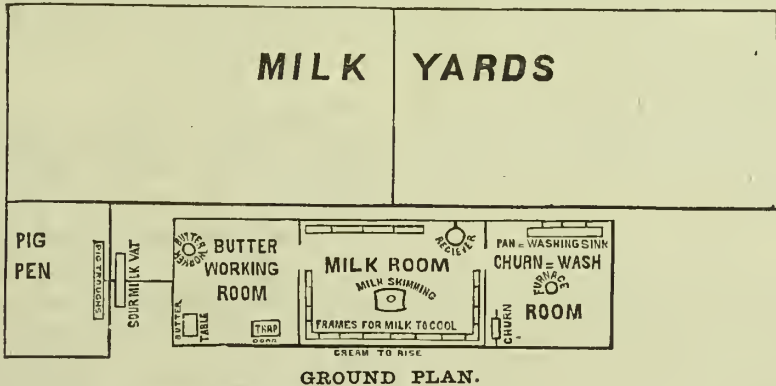 MILK YARDS
PIG
PEN
PIG TROUGHS
SOUR MILK VAT
BUTTER
WORKER
BUTTER
WORKING
ROOM
BUTTER
TABLE
TRAP
DOOR
RECIEVER
MILK ROOM
MILK SKIMMING
FRAMES FOR MILK TO COOL
CREAM TO RISE
PAN = WASHING SINK
CHURN = WASH
FURNACE
ROOM
CHURN
GROUND PLAN.